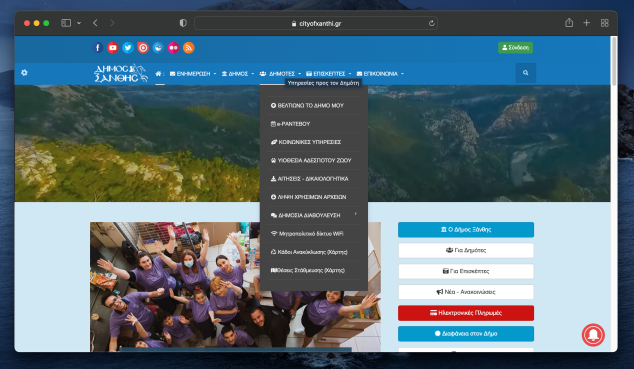 cityofxanthi.gr
Σύνδεση
ΔΗΜΟΣ
ΞΑΝΘΗΣ
ΕΝΗΜΕΡΩΣΗ
ΔΗΜΟΣ
ΔΗΜΟΤΕΣ
ΕΠΙΣΚΕΠΤΕΣ
ΕΠΙΚΟΙΝΩΝΙΑ
Υπηρεσίες προς τον Δημότη
ΒΕΛΤΙΩΝΩ ΤΟ ΔΗΜΟ ΜΟΥ
e-ΡΑΝΤΕΒΟΥ
ΚΟΙΝΩΝΙΚΕΣ ΥΠΗΡΕΣΙΕΣ
ΥΙΟΘΕΣΙΑ ΑΔΕΣΠΟΤΟΥ ΖΩΟΥ
ΑΙΤΗΣΕΙΣ - ΔΙΚΑΙΟΛΟΓΗΤΙΚΑ
ΛΗΨΗ ΧΡΗΣΙΜΩΝ ΑΡΧΕΙΩΝ
ΔΗΜΟΣΙΑ ΔΙΑΒΟΥΛΕΥΣΗ
Μητροπολιτικό δίκτυο WiFi
Κάδοι Ανακύκλωσης (Χάρτης)
Θέσεις Στάθμευσης (Χάρτης)
Ο Δήμος Ξάνθης
Για Δημότες
Για Επισκέπτες
Νέα - Ανακοινώσεις
Ηλεκτρονικές Πληρωμές
Διαφάνεια στον Δήμο